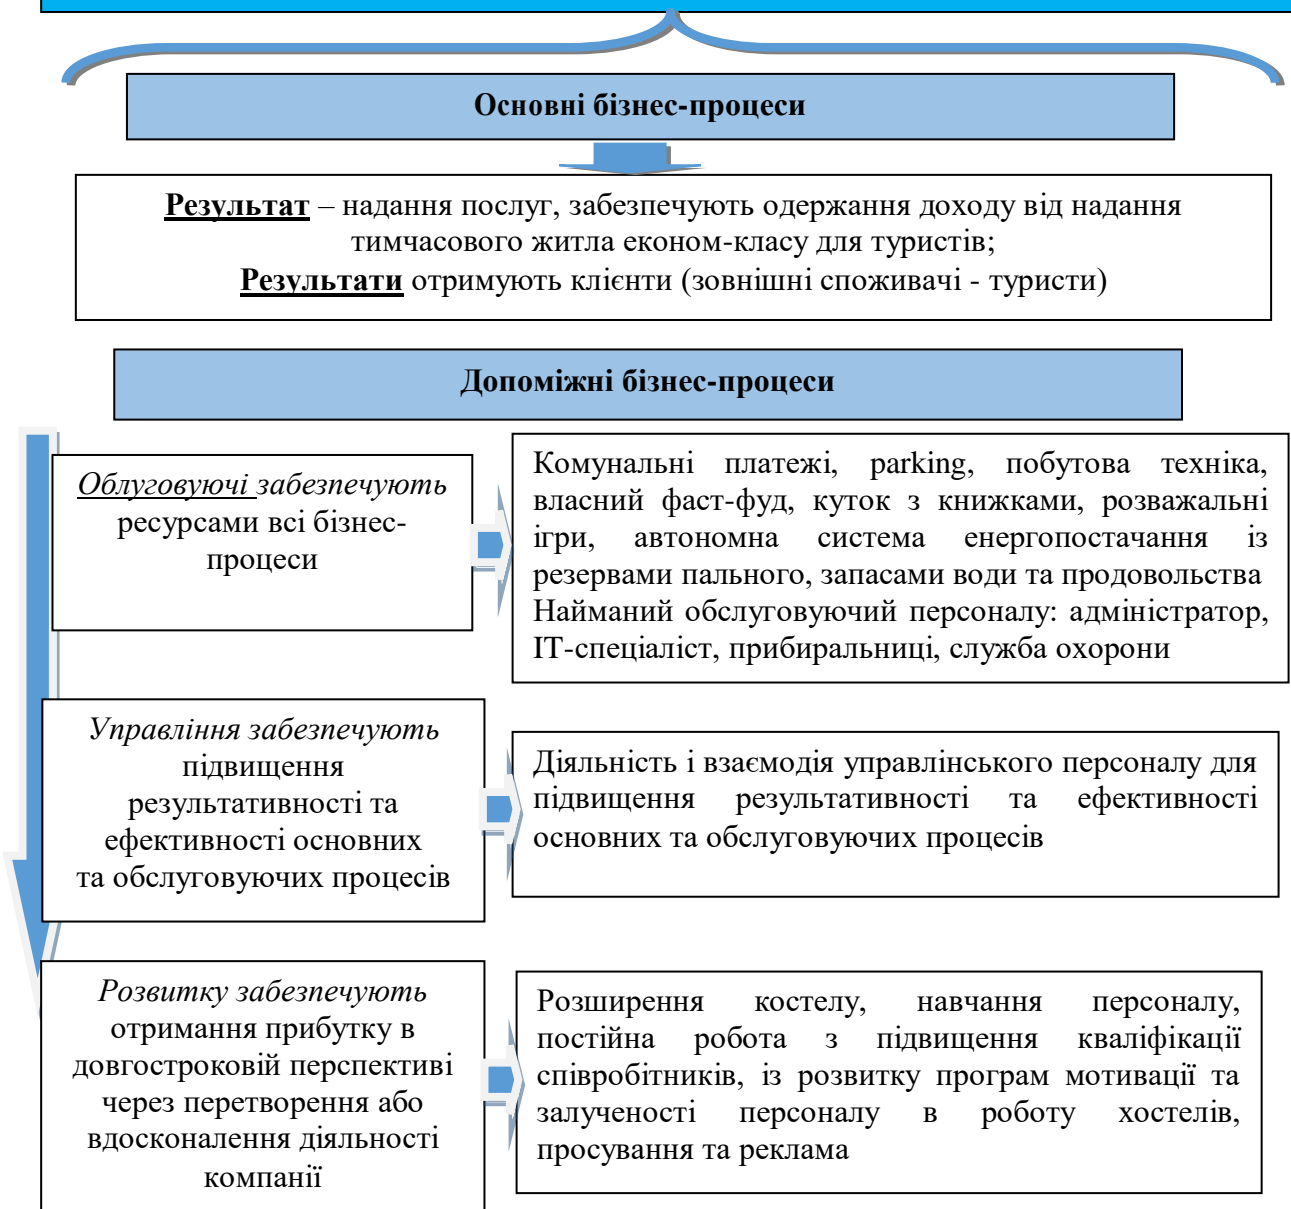 Основні бізнес-процеси
Результат – надання послуг, забезпечують одержання доходу від надання
тимчасового житла економ-класу для туристів;
Результати отримують клієнти (зовнішні споживачі - туристи)
Допоміжні бізнес-процеси
Облуговуючі забезпечують
ресурсами всі бізнес-
процеси
Комунальні платежі, parking, побутова техніка,
власний фаст-фуд, куток з книжками, розважальні
ігри, автономна система енергопостачання із
резервами пального, запасами води та продовольства
Найманий обслуговуючий персоналу: адміністратор,
ІТ-спеціаліст, прибиральниці, служба охорони
Управління забезпечують
підвищення
результативності та
ефективності основних
та обслуговуючих процесів
Діяльність і взаємодія управлінського персоналу для
підвищення результативності та ефективності
основних та обслуговуючих процесів
Розвитку забезпечують
отримання прибутку в
довгостроковій перспективі
через перетворення або
вдосконалення діяльності
компанії
Розширення костелу, навчання персоналу,
постійна робота з підвищення кваліфікації
співробітників, із розвитку програм мотивації та
залученості персоналу в роботу хостелів,
просування та реклама